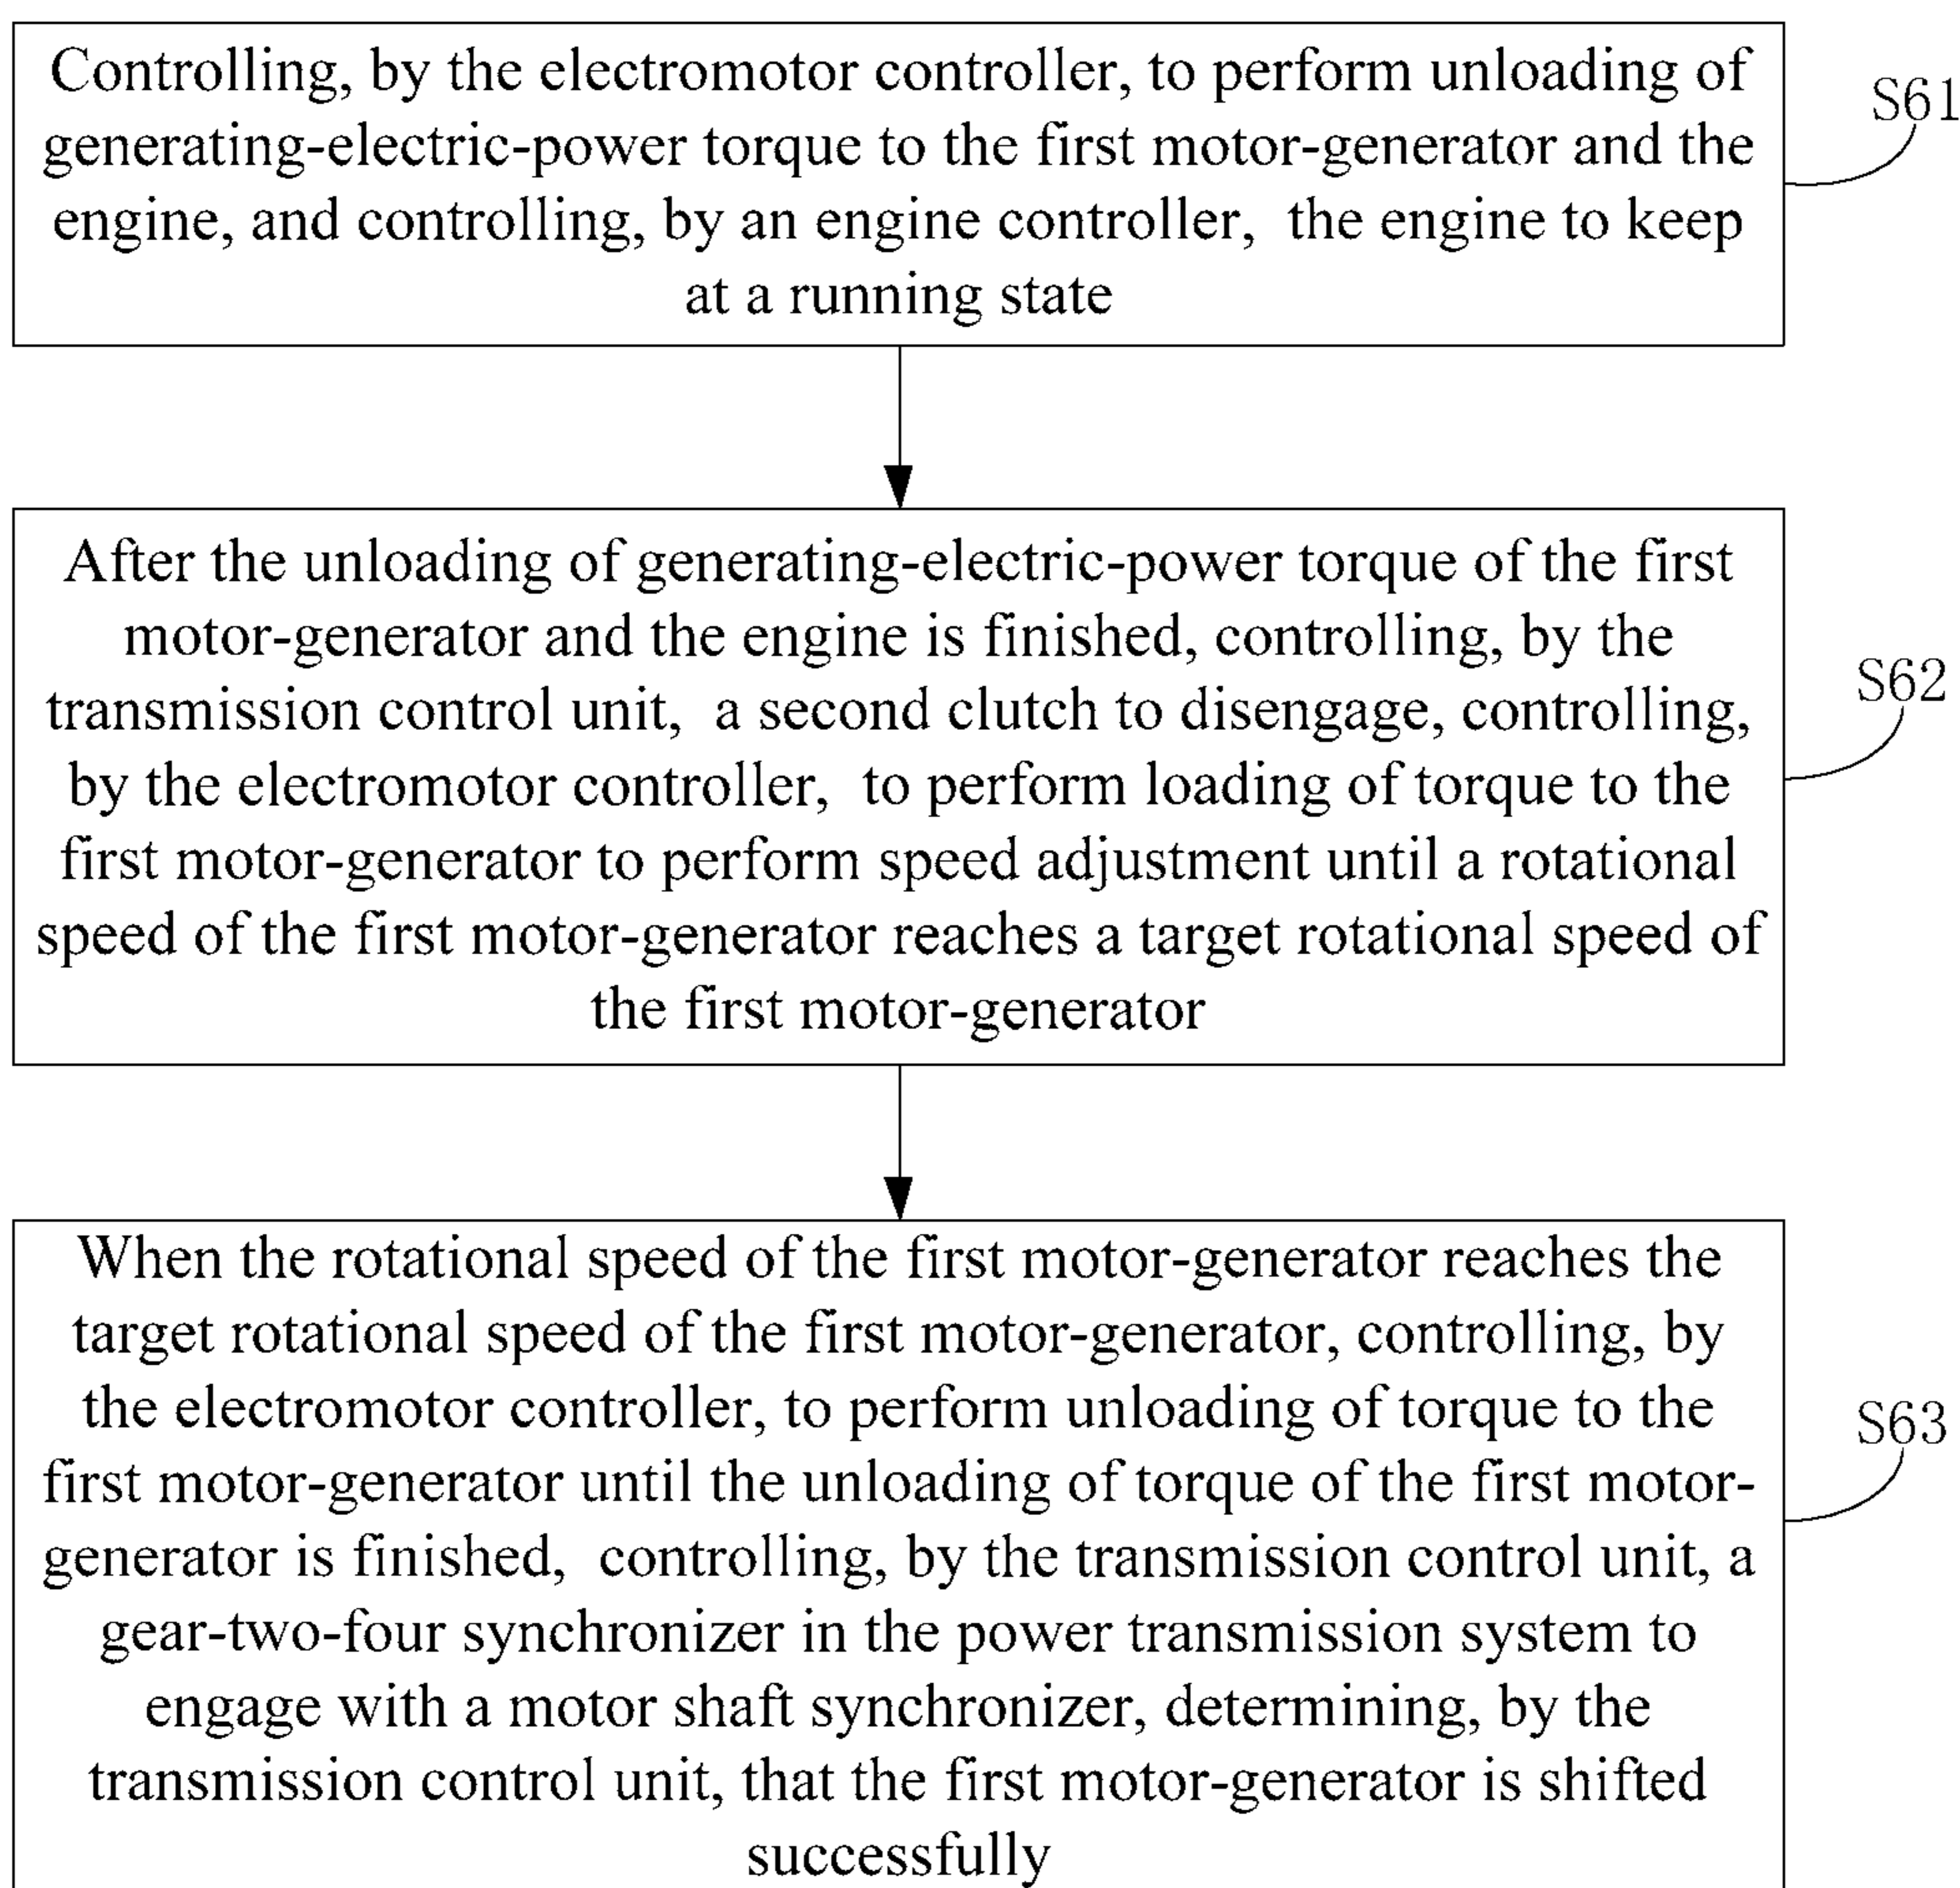 Controlling, by the electromotor controller, to perform unloading of
generating-electric-power torque to the first motor-generator and the
engine, and controlling, by an engine controller, the engine to keep
at a running state
S61
After the unloading of generating-electric-power torque of the first
motor-generator and the engine is finished, controlling, by the
transmission control unit, a second clutch to disengage, controlling,
by the electromotor controller, to perform loading of torque to the
first motor-generator to perform speed adjustment until a rotational
speed of the first motor-generator reaches a target rotational speed of
the first motor-generator
S62
When the rotational speed of the first motor-generator reaches the
target rotational speed of the first motor-generator, controlling, by
the electromotor controller, to perform unloading of torque to the
first motor-generator until the unloading of torque of the first motor-
generator is finished, controlling, by the transmission control unit, a
gear-two-four synchronizer in the power transmission system to
engage with a motor shaft synchronizer, determining, by the
transmission control unit, that the first motor-generator is shifted
successfully
S63